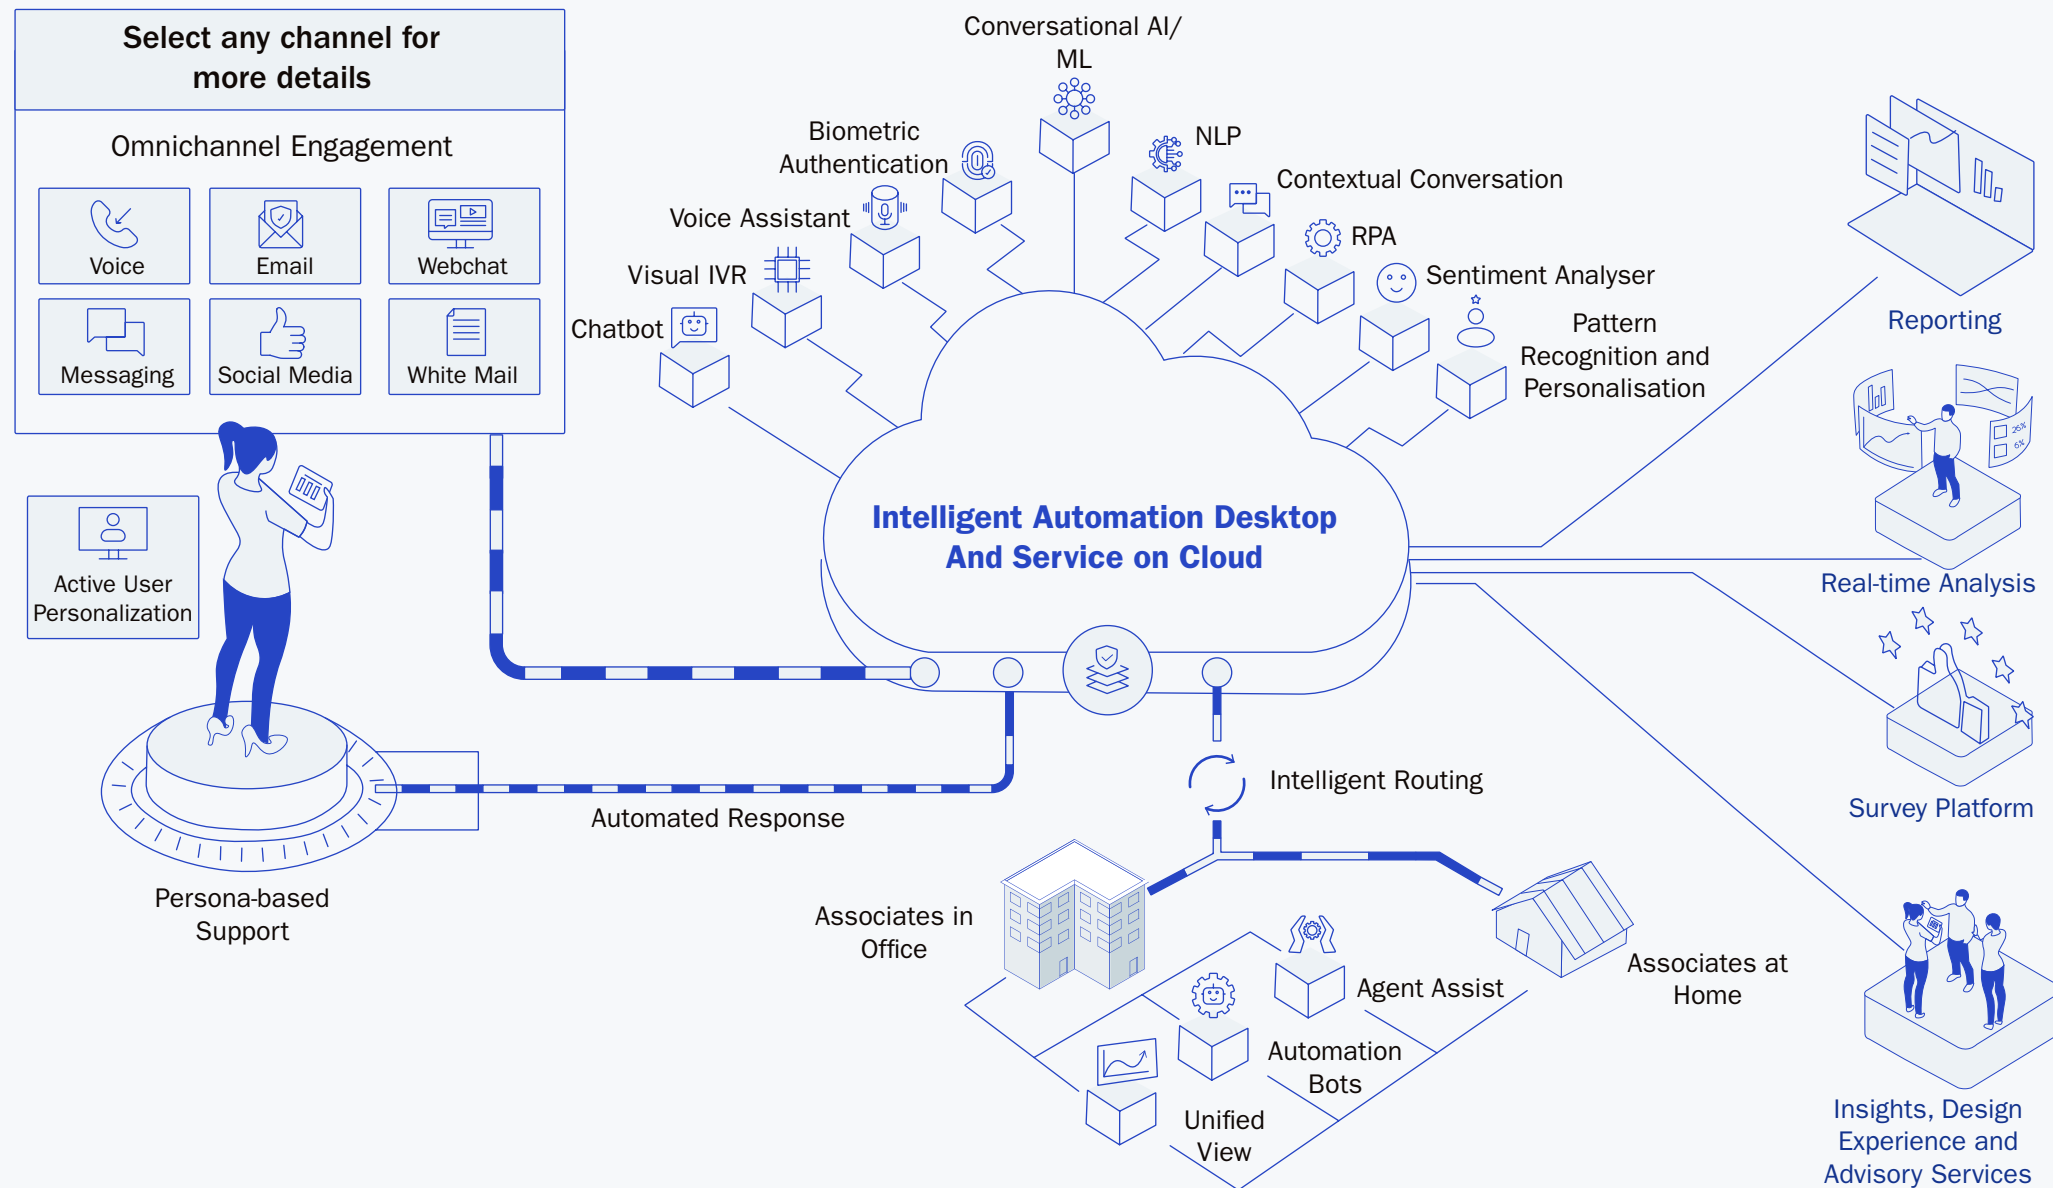 Select any channel for
more details
Omnichannel Engagement
Voice
Email
Webchat
Messaging
Social Media
White Mail
Active User
Personalization
Persona-based
Support
Automated Response
Chatbot
Visual IVR
Voice Assistant
Biometric
Authentication
Conversational AI/
ML
NLP
Contextual Conversation
RPA
Sentiment Analyser
Pattern
Recognition and
Personalisation
Intelligent Automation Desktop
And Service on Cloud
Intelligent Routing
Associates in
Office
Associates at
Home
Agent Assist
Automation
Bots
Unified
View
Reporting
26%
6%
Real-time Analysis
Survey Platform
Insights, Design
Experience and
Advisory Services